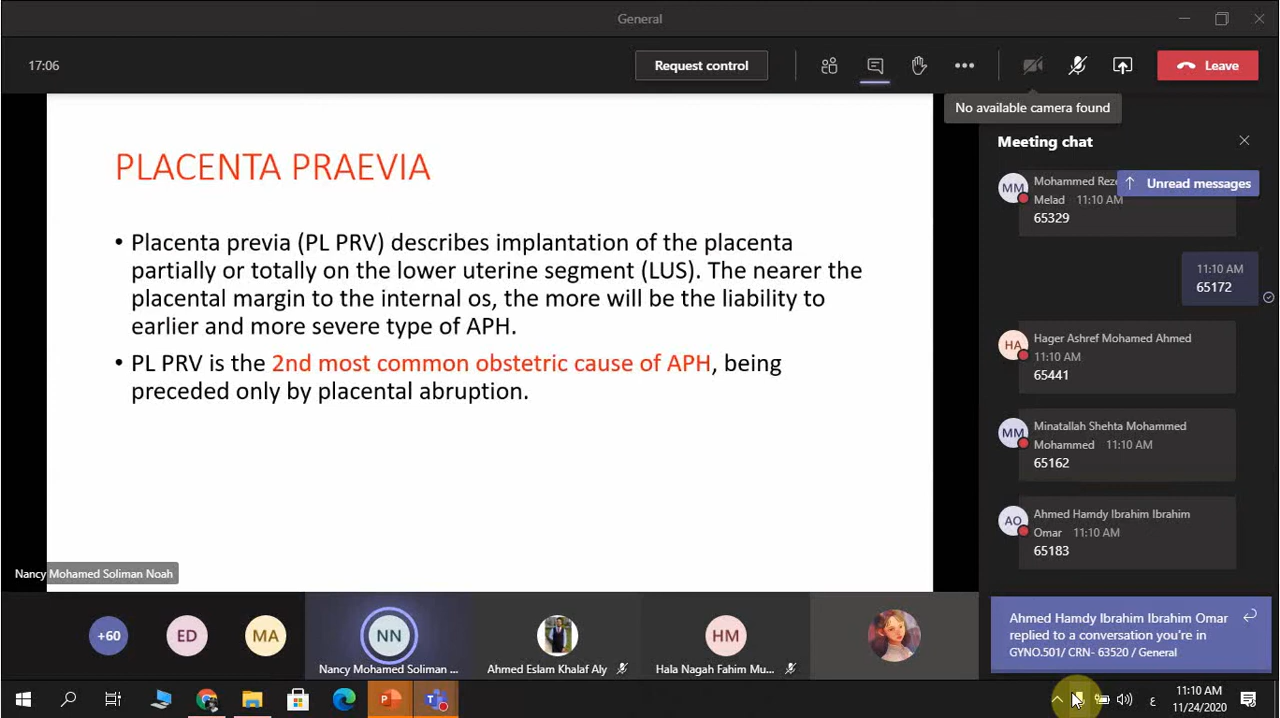 General
17:06
Request control
Leave
No available camera found
PLACENTA PRAEVIA
• Placenta previa (PL PRV) describes implantation of the placenta
partially or totally on the lower uterine segment (LUS). The nearer the
placental margin to the internal os, the more will be the liability to
earlier and more severe type of APH.
• PL PRV is the 2nd most common obstetric cause of APH, being
preceded only by placental abruption.
Nancy Mohamed Soliman Noah
Meeting chat
MM
Mohammed Reze
Unread messages
Melad 11:10 AM
65329
11:10 AM
65172
HA
Hager Ashref Mohamed Ahmed
11:10 AM
65441
MM
Minatallah Shehta Mohammed
Mohammed 11:10 AM
65162
AO
Ahmed Hamdy Ibrahim Ibrahim
Omar 11:10 AM
65183
Ahmed Hamdy Ibrahim Ibrahim Omar
replied to a conversation you're in
GYNO.501/ CRN- 63520 / General
+60
ED
MA
NN
HM
Nancy Mohamed Soliman ...
Ahmed Eslam Khalaf Aly
Hala Nagah Fahim Mu...
ع
11:10 AM
11/24/2020